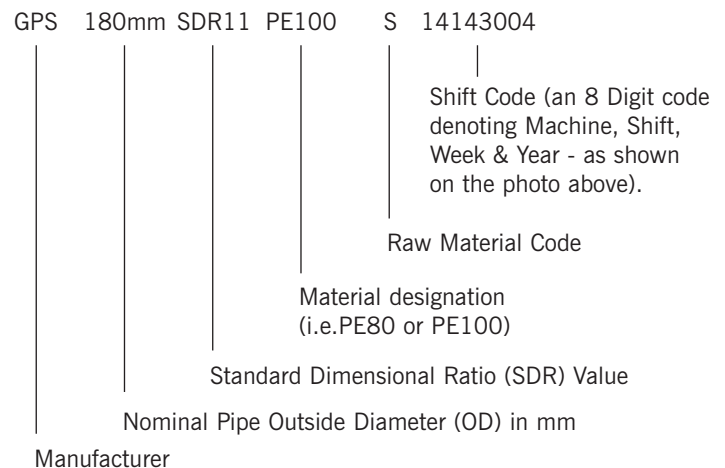 GPS 180mm SDR11 PE100 S 14143004
Shift Code (an 8 Digit code
denoting Machine, Shift,
Week & Year - as shown
on the photo above).
Raw Material Code
Material designation
(i.e.PE80 or PE100)
Standard Dimensional Ratio (SDR) Value
Nominal Pipe Outside Diameter (OD) in mm
Manufacturer